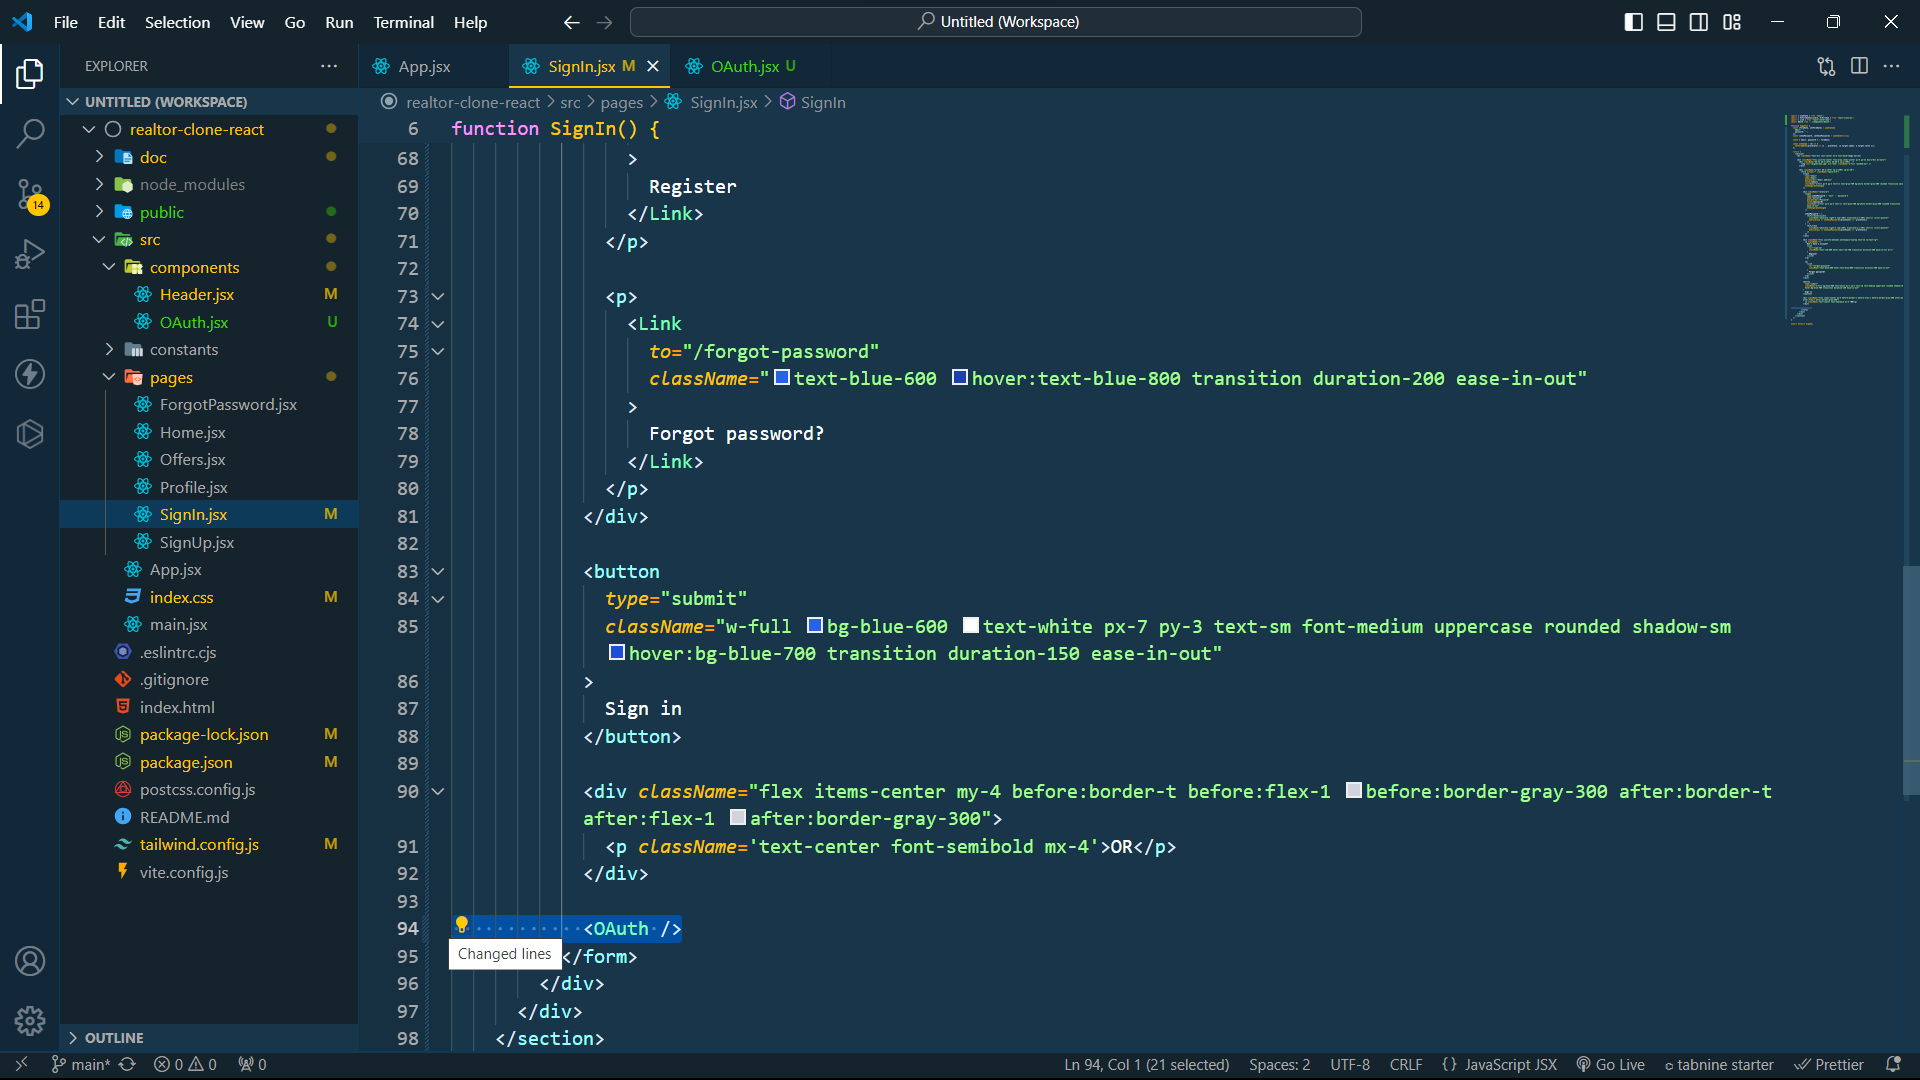 File Edit Selection View Go Run Terminal Help
Untitled (Workspace)
EXPLORER
App.jsx
SignIn.jsx M
OAuth.jsx U
UNTITLED (WORKSPACE)
realtor-clone-react > src > pages > SignIn.jsx > SignIn
realtor-clone-react
doc
node_modules
public
src
components
Header.jsx M
OAuth.jsx U
constants
pages
ForgotPassword.jsx
Home.jsx
Offers.jsx
Profile.jsx
SignIn.jsx M
SignUp.jsx
App.jsx
index.css M
main.jsx
.eslintrc.cjs
.gitignore
index.html
package-lock.json M
package.json M
postcss.config.js
README.md
tailwind.config.js M
vite.config.js
OUTLINE
14
6 function SignIn() {
68 >
69 Register
70 </Link>
71 </p>
72
73 <p>
74 <Link
75 to="/forgot-password"
76 className="text-blue-600 hover:text-blue-800 transition duration-200 ease-in-out"
77 >
78 Forgot password?
79 </Link>
80 </p>
81 </div>
82
83 <button
84 type="submit"
85 className="w-full bg-blue-600 text-white px-7 py-3 text-sm font-medium uppercase rounded shadow-sm
hover:bg-blue-700 transition duration-150 ease-in-out"
86 >
87 Sign in
88 </button>
89
90 <div className="flex items-center my-4 before:border-t before:flex-1 before:border-gray-300 after:border-t
after:flex-1 after:border-gray-300">
91 <p className='text-center font-semibold mx-4'>OR</p>
92 </div>
93
94 <OAuth />
95 </form>
Changed lines
96 </div>
97 </div>
98 </section>
main* 0 0 0
Ln 94, Col 1 (21 selected) Spaces: 2 UTF-8 CRLF {} JavaScript JSX Go Live tabnine starter Prettier